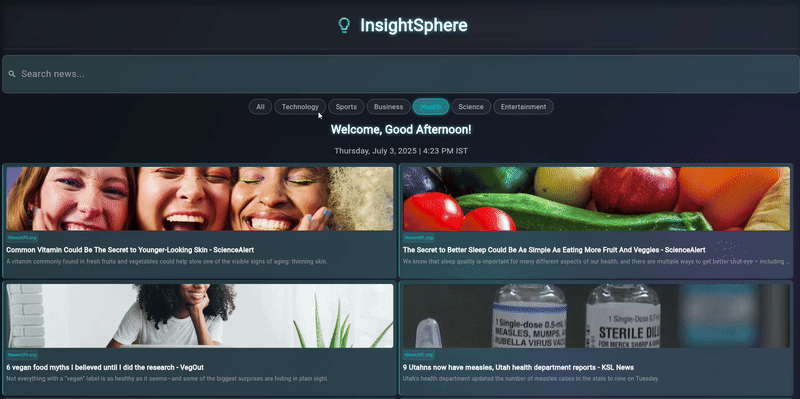 InsightSphere
Search news...
All Technology Sports Business Health Science Entertainment
Welcome, Good Afternoon!
Thursday, July 3, 2025 | 4:23 PM IST
NewsAPI.org
Common Vitamin Could Be The Secret to Younger-Looking Skin - ScienceAlert
A vitamin commonly found in fresh fruits and vegetables could help slow one of the visible signs of aging: thinning skin.
NewsAPI.org
The Secret to Better Sleep Could Be As Simple As Eating More Fruit And Veggies - ScienceAlert
We know that sleep quality is important for many different aspects of our health, and there are multiple ways to get better shut-eye – including ...
NewsAPI.org
6 vegan food myths I believed until I did the research - VegOut
Not everything with a "vegan" label is as healthy as it seems—and some of the biggest surprises are hiding in plain sight.
1 Single-Dose 0.5-mL
MEASLES, MUMPS,
RUBELLA VIRUS VAC
1 Single-Dose
STERILE DIL
FOR MERCK SHARP &
NewsAPI.org
9 Utahns now have measles, Utah health department reports - KSL News
Utah's health department updated the number of measles cases in the state to nine on Tuesday.